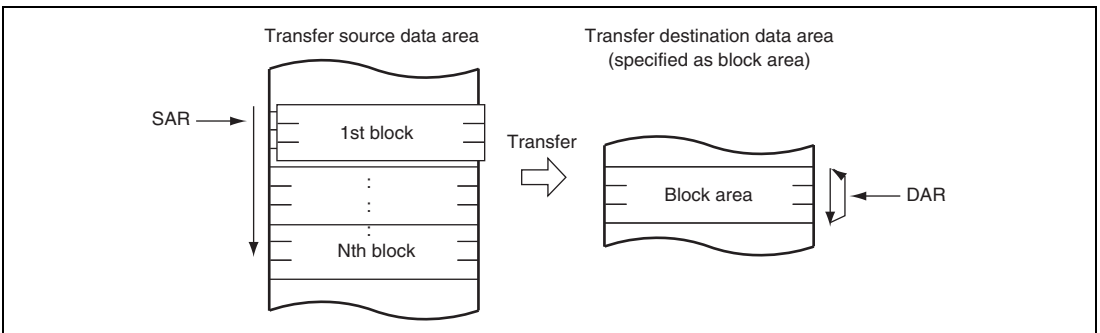 Transfer source data area
Transfer destination data area
(specified as block area)
SAR
1st block
Transfer
Block area
DAR
Nth block